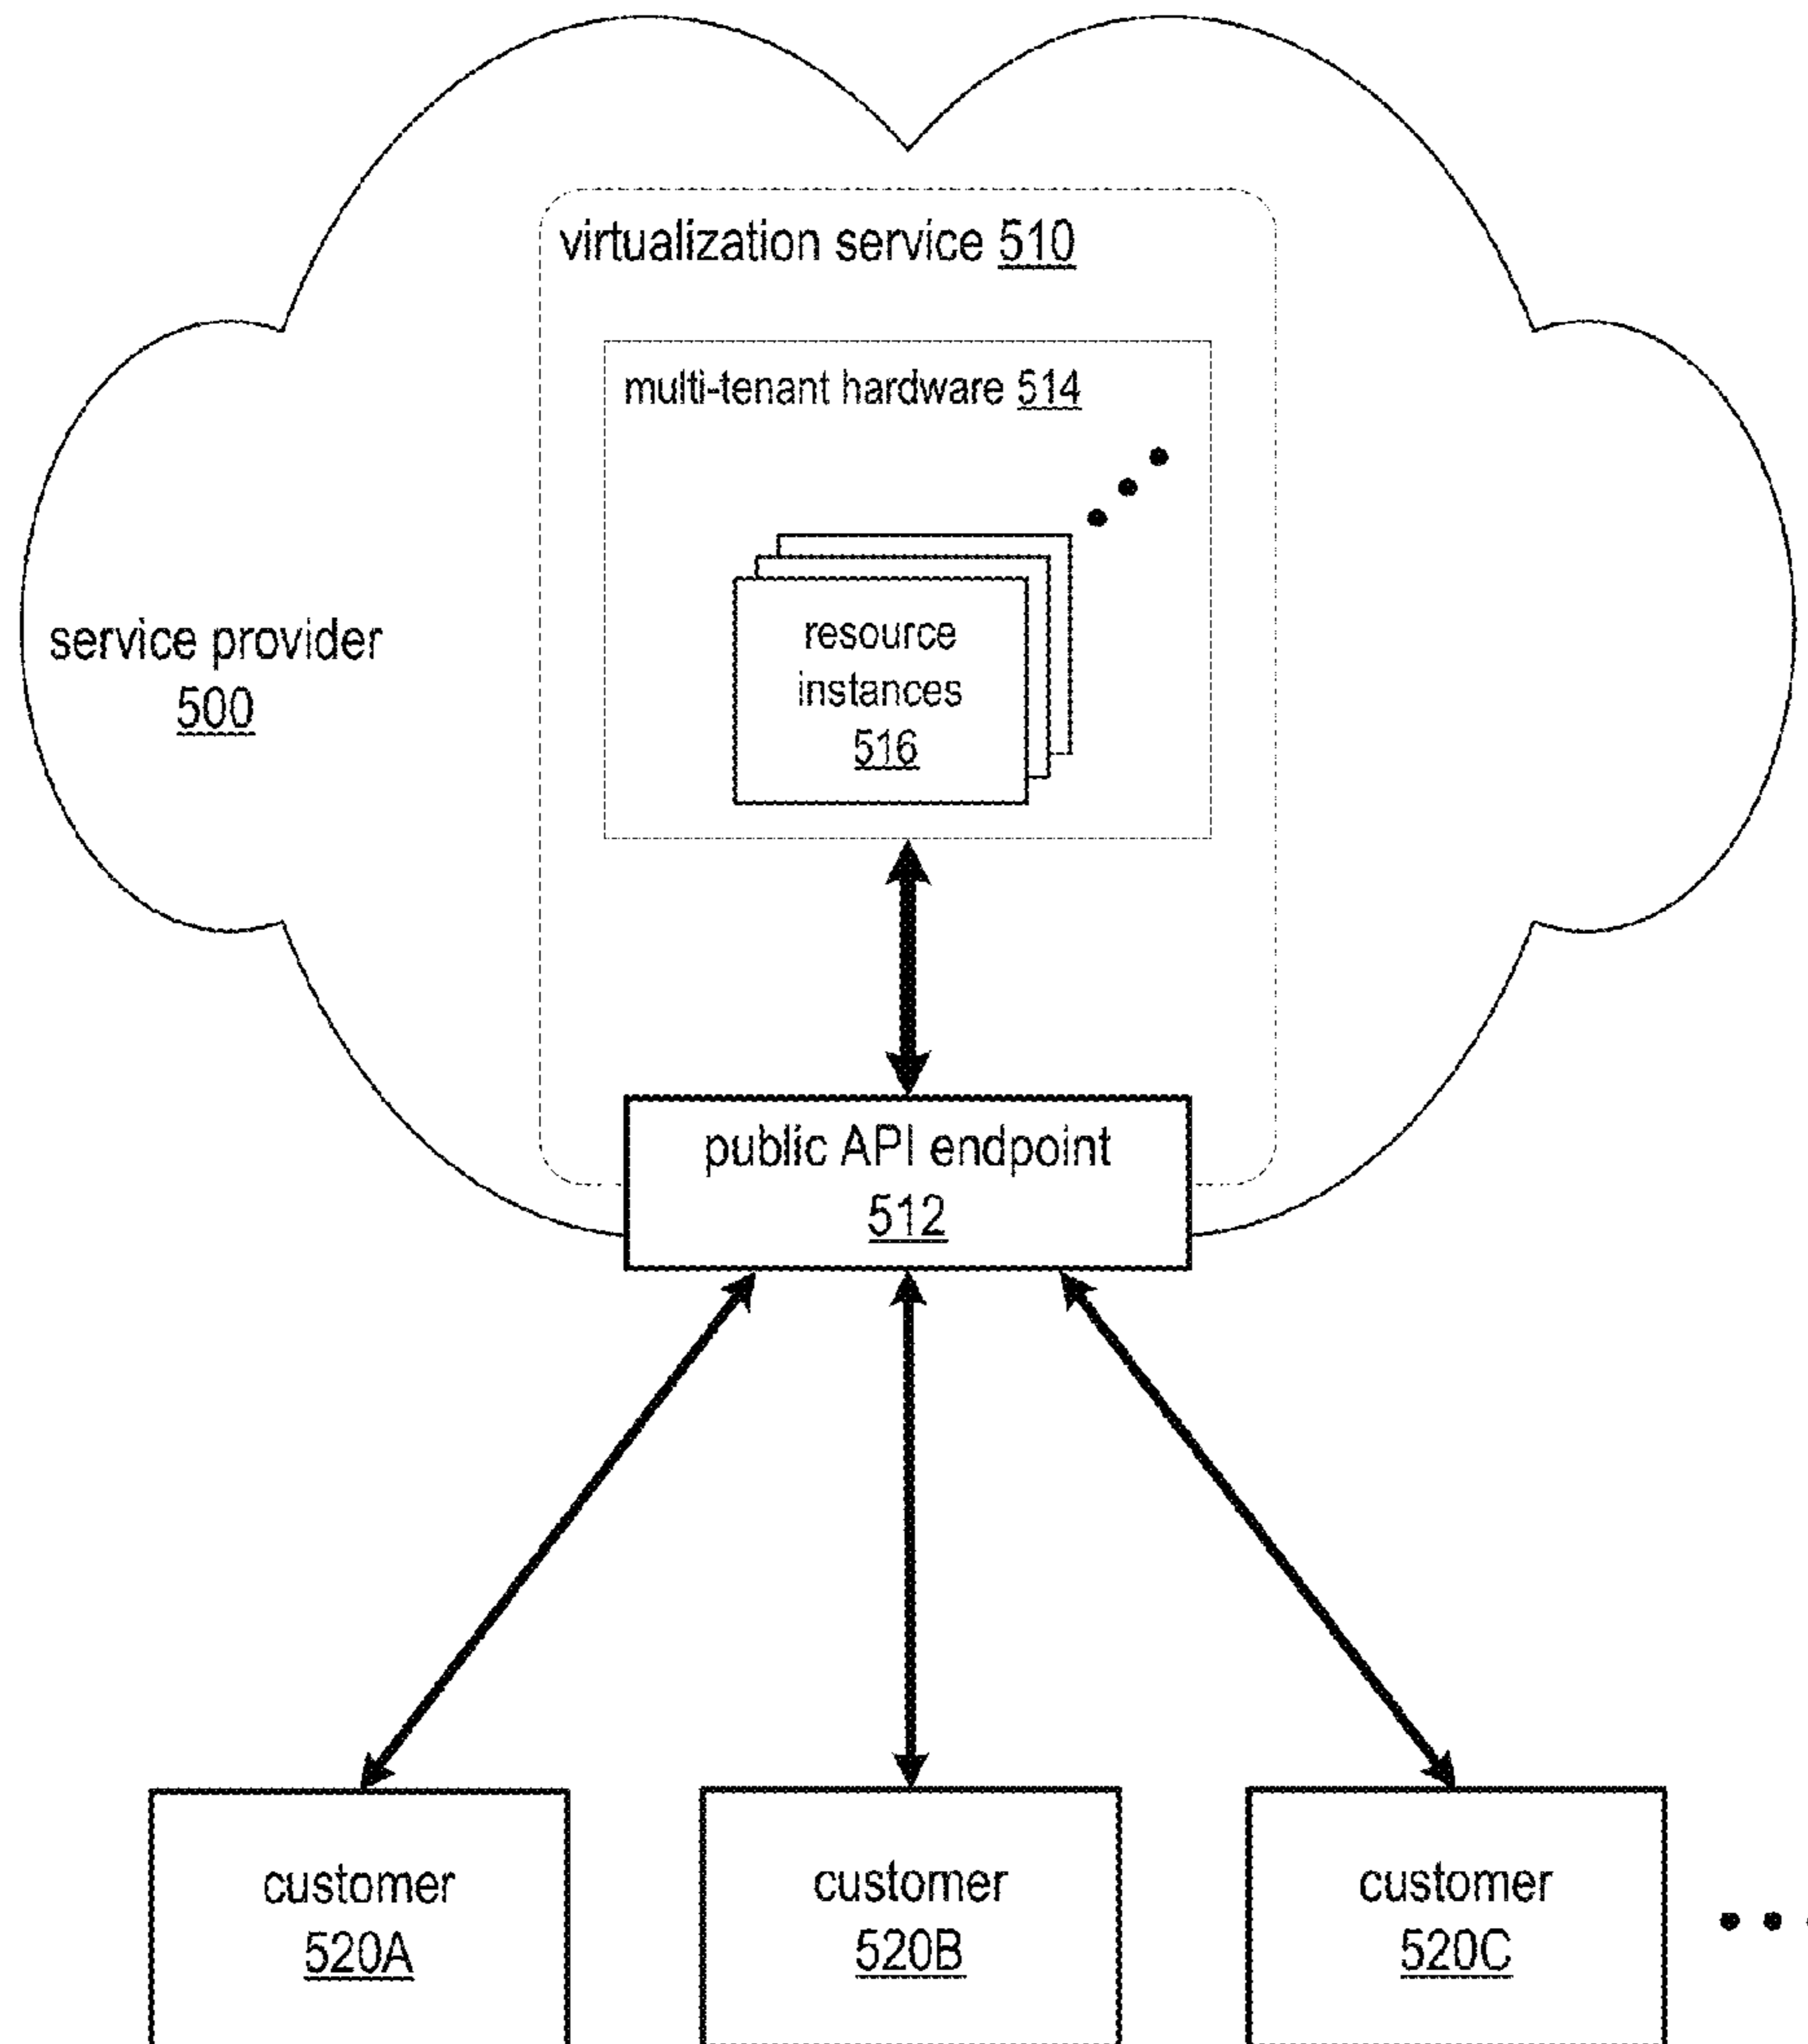 virtualization service 510
multi-tenant hardware 514
service provider
500
resource
instances
516
public API endpoint
512
customer
520A
customer
520B
customer
520C